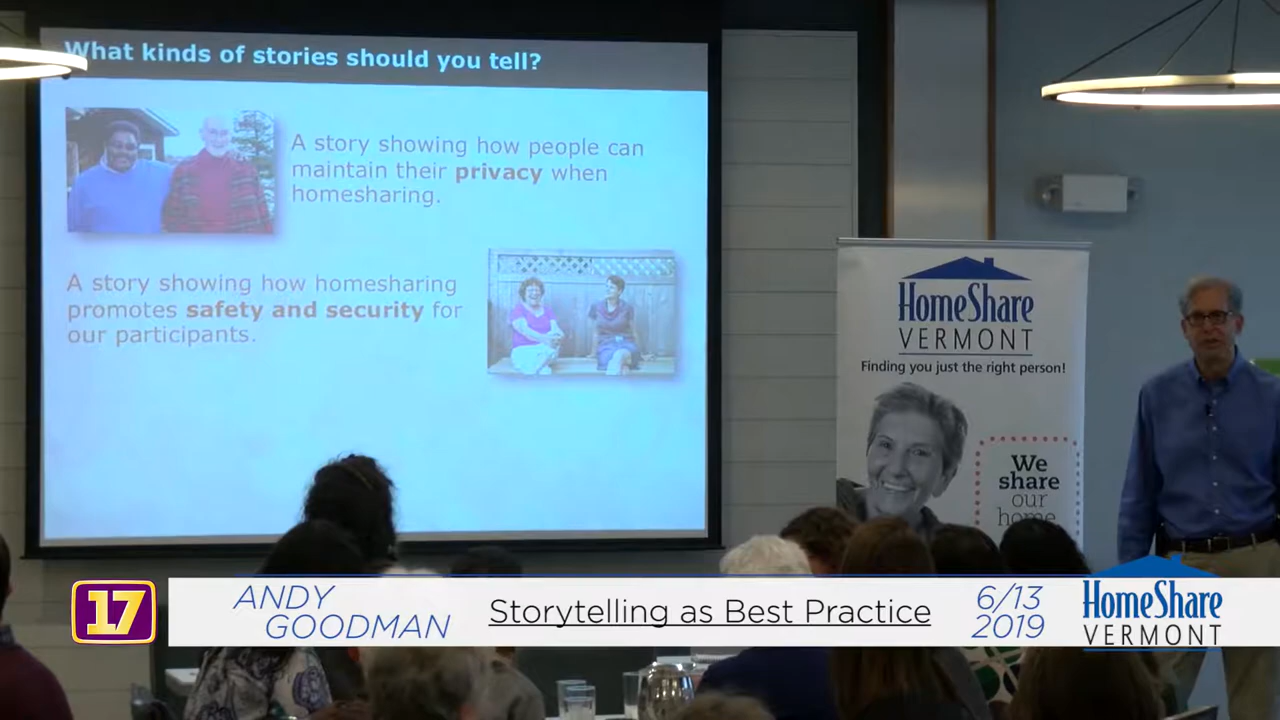 What kinds of stories should you tell?
A story showing how people can
maintain their privacy when
homesharing.
A story showing how homesharing
promotes safety and security for
our participants.
HomeShare
VERMONT
Finding you just the right person!
We
share
our
home
17
ANDY
GOODMAN
Storytelling as Best Practice
6/13
2019
HomeShare
VERMONT